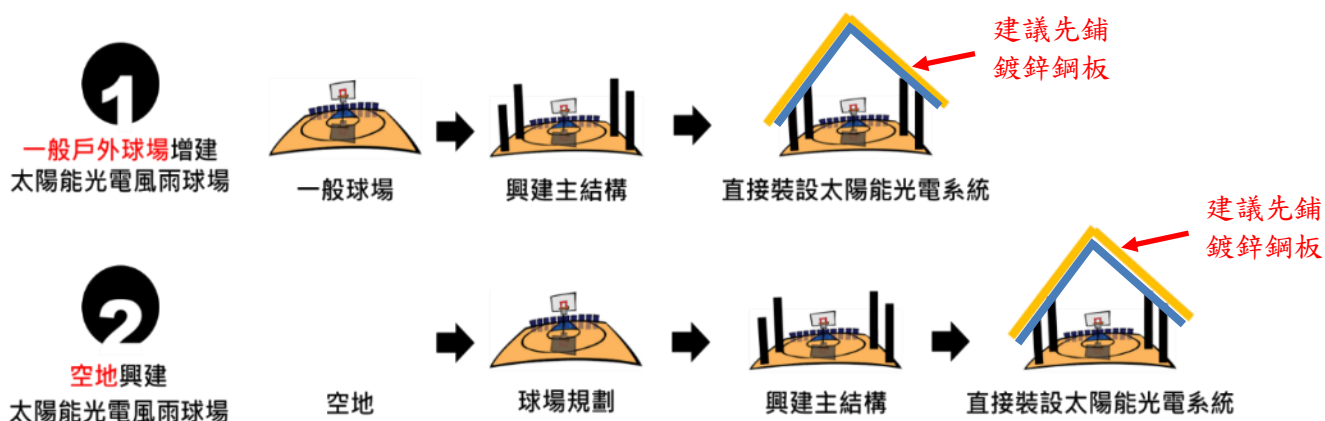 1
一般戶外球場增建
太陽能光電風雨球場
一般球場
興建主結構
直接裝設太陽能光電系統
建議先鋪
鍍鋅鋼板
2
空地興建
太陽能光電風雨球場
空地
球場規劃
興建主結構
直接裝設太陽能光電系統
建議先鋪
鍍鋅鋼板